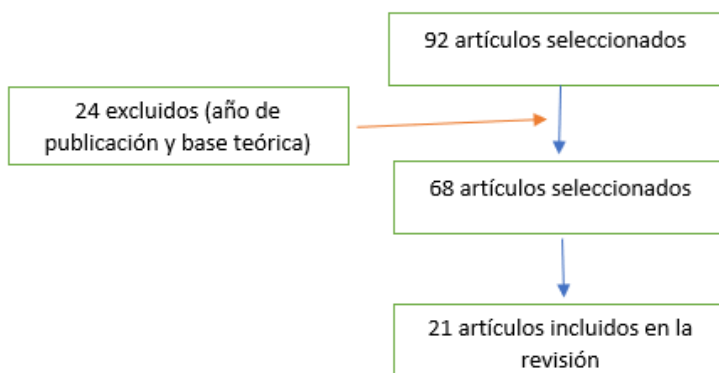 92 artículos seleccionados
24 excluidos (año de
publicación y base teórica)
68 artículos seleccionados
21 artículos incluidos en la
revisión